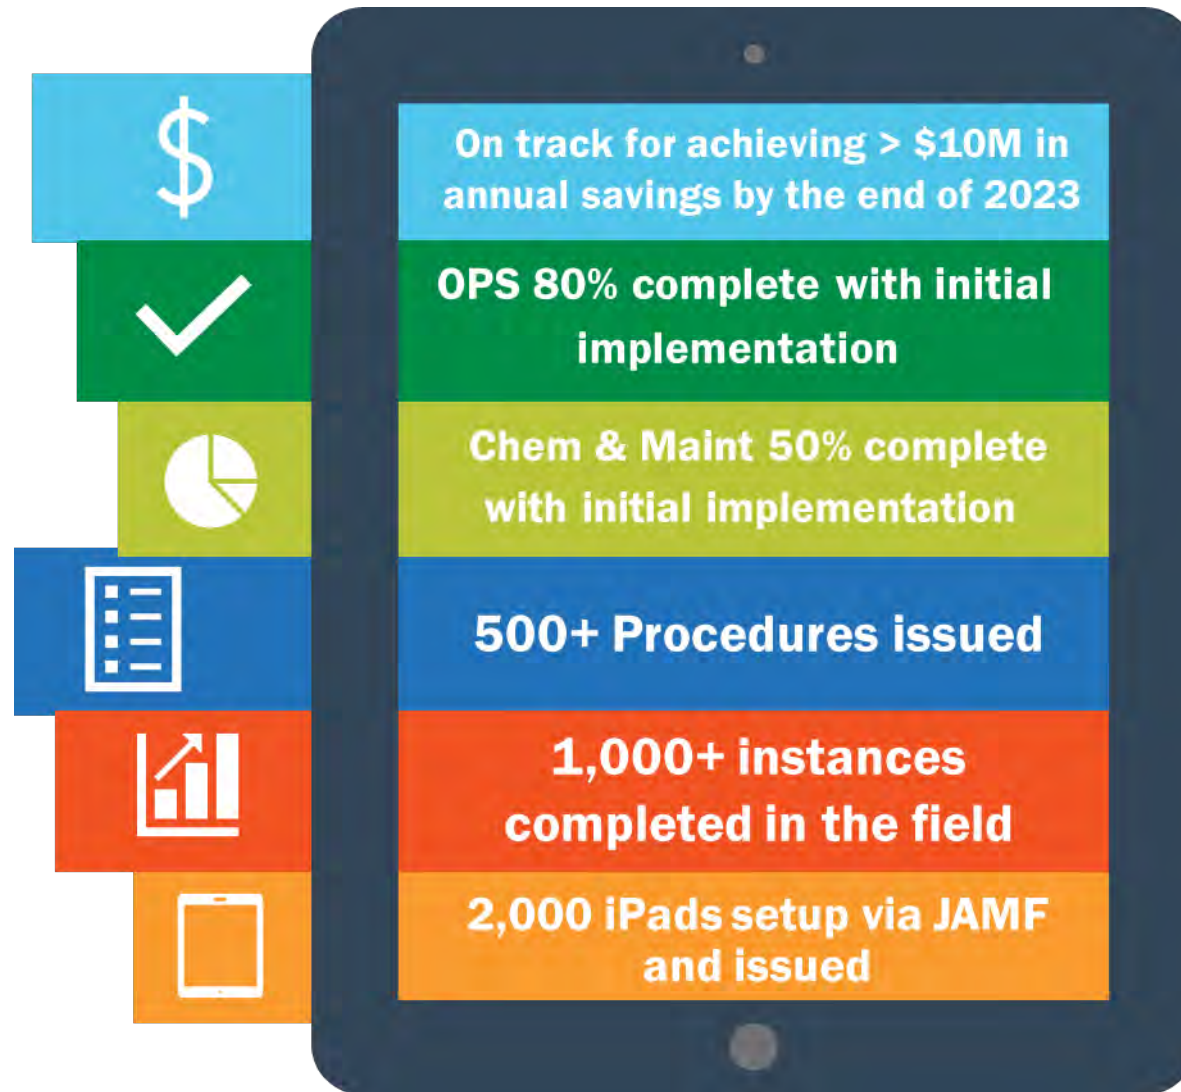 On track for achieving > $10M in
annual savings by the end of 2023
OPS 80% complete with initial
implementation
Chem & Maint 50% complete
with initial implementation
500+ Procedures issued
1,000+ instances
completed in the field
2,000 iPads setup via JAMF
and issued